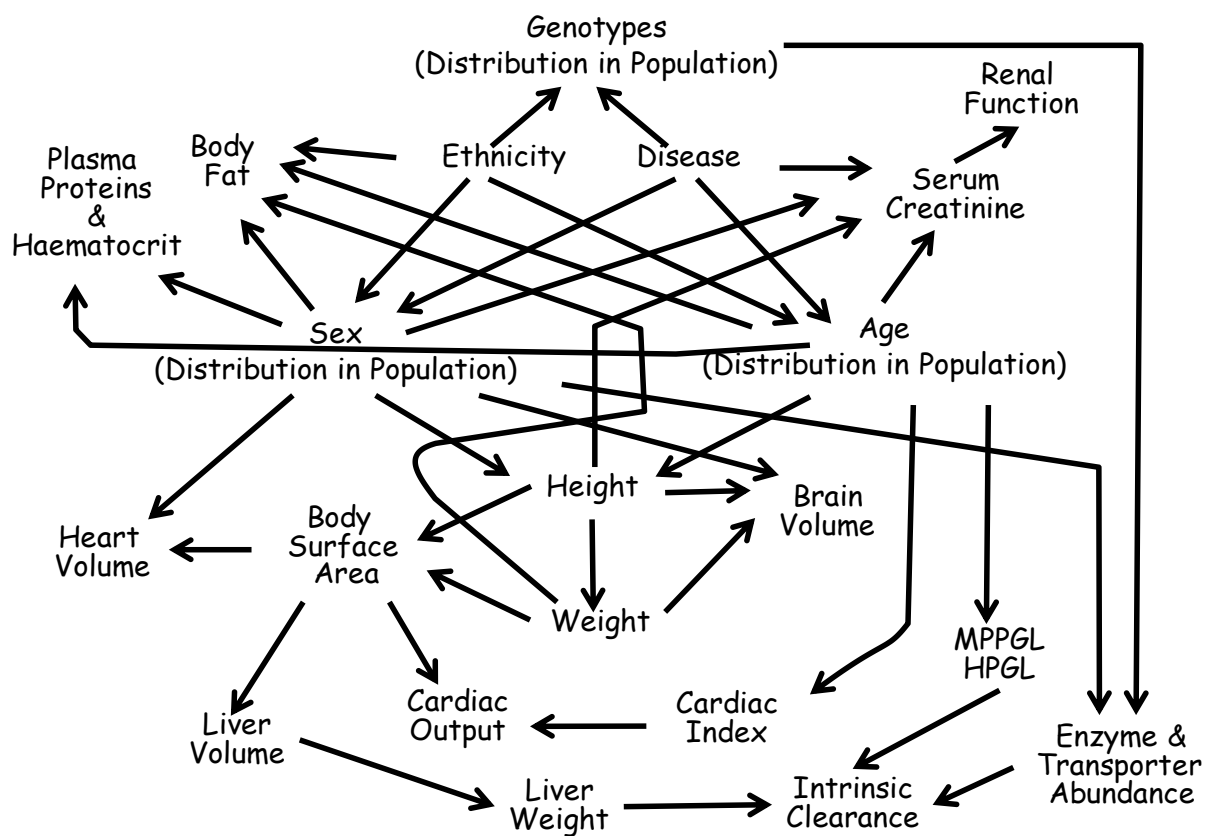 Genotypes
(Distribution in Population)
Renal
Function
Plasma
Proteins
&
Haematocrit
Body
Fat
Ethnicity
Disease
Serum
Creatinine
Sex
(Distribution in Population)
Age
(Distribution in Population)
Height
Brain
Volume
Heart
Volume
Body
Surface
Area
Weight
MPPGL
HPGL
Liver
Volume
Cardiac
Output
Cardiac
Index
Enzyme &
Transporter
Abundance
Liver
Weight
Intrinsic
Clearance